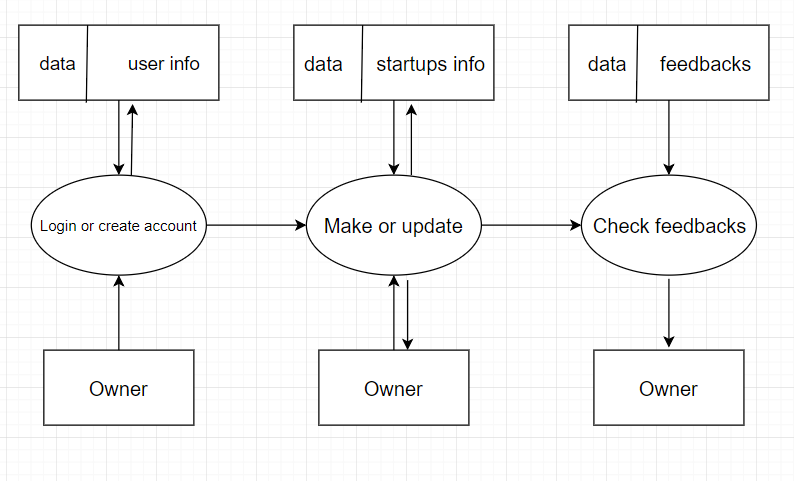 data user info
data startups info
data feedbacks
Login or create account
Make or update
Check feedbacks
Owner
Owner
Owner